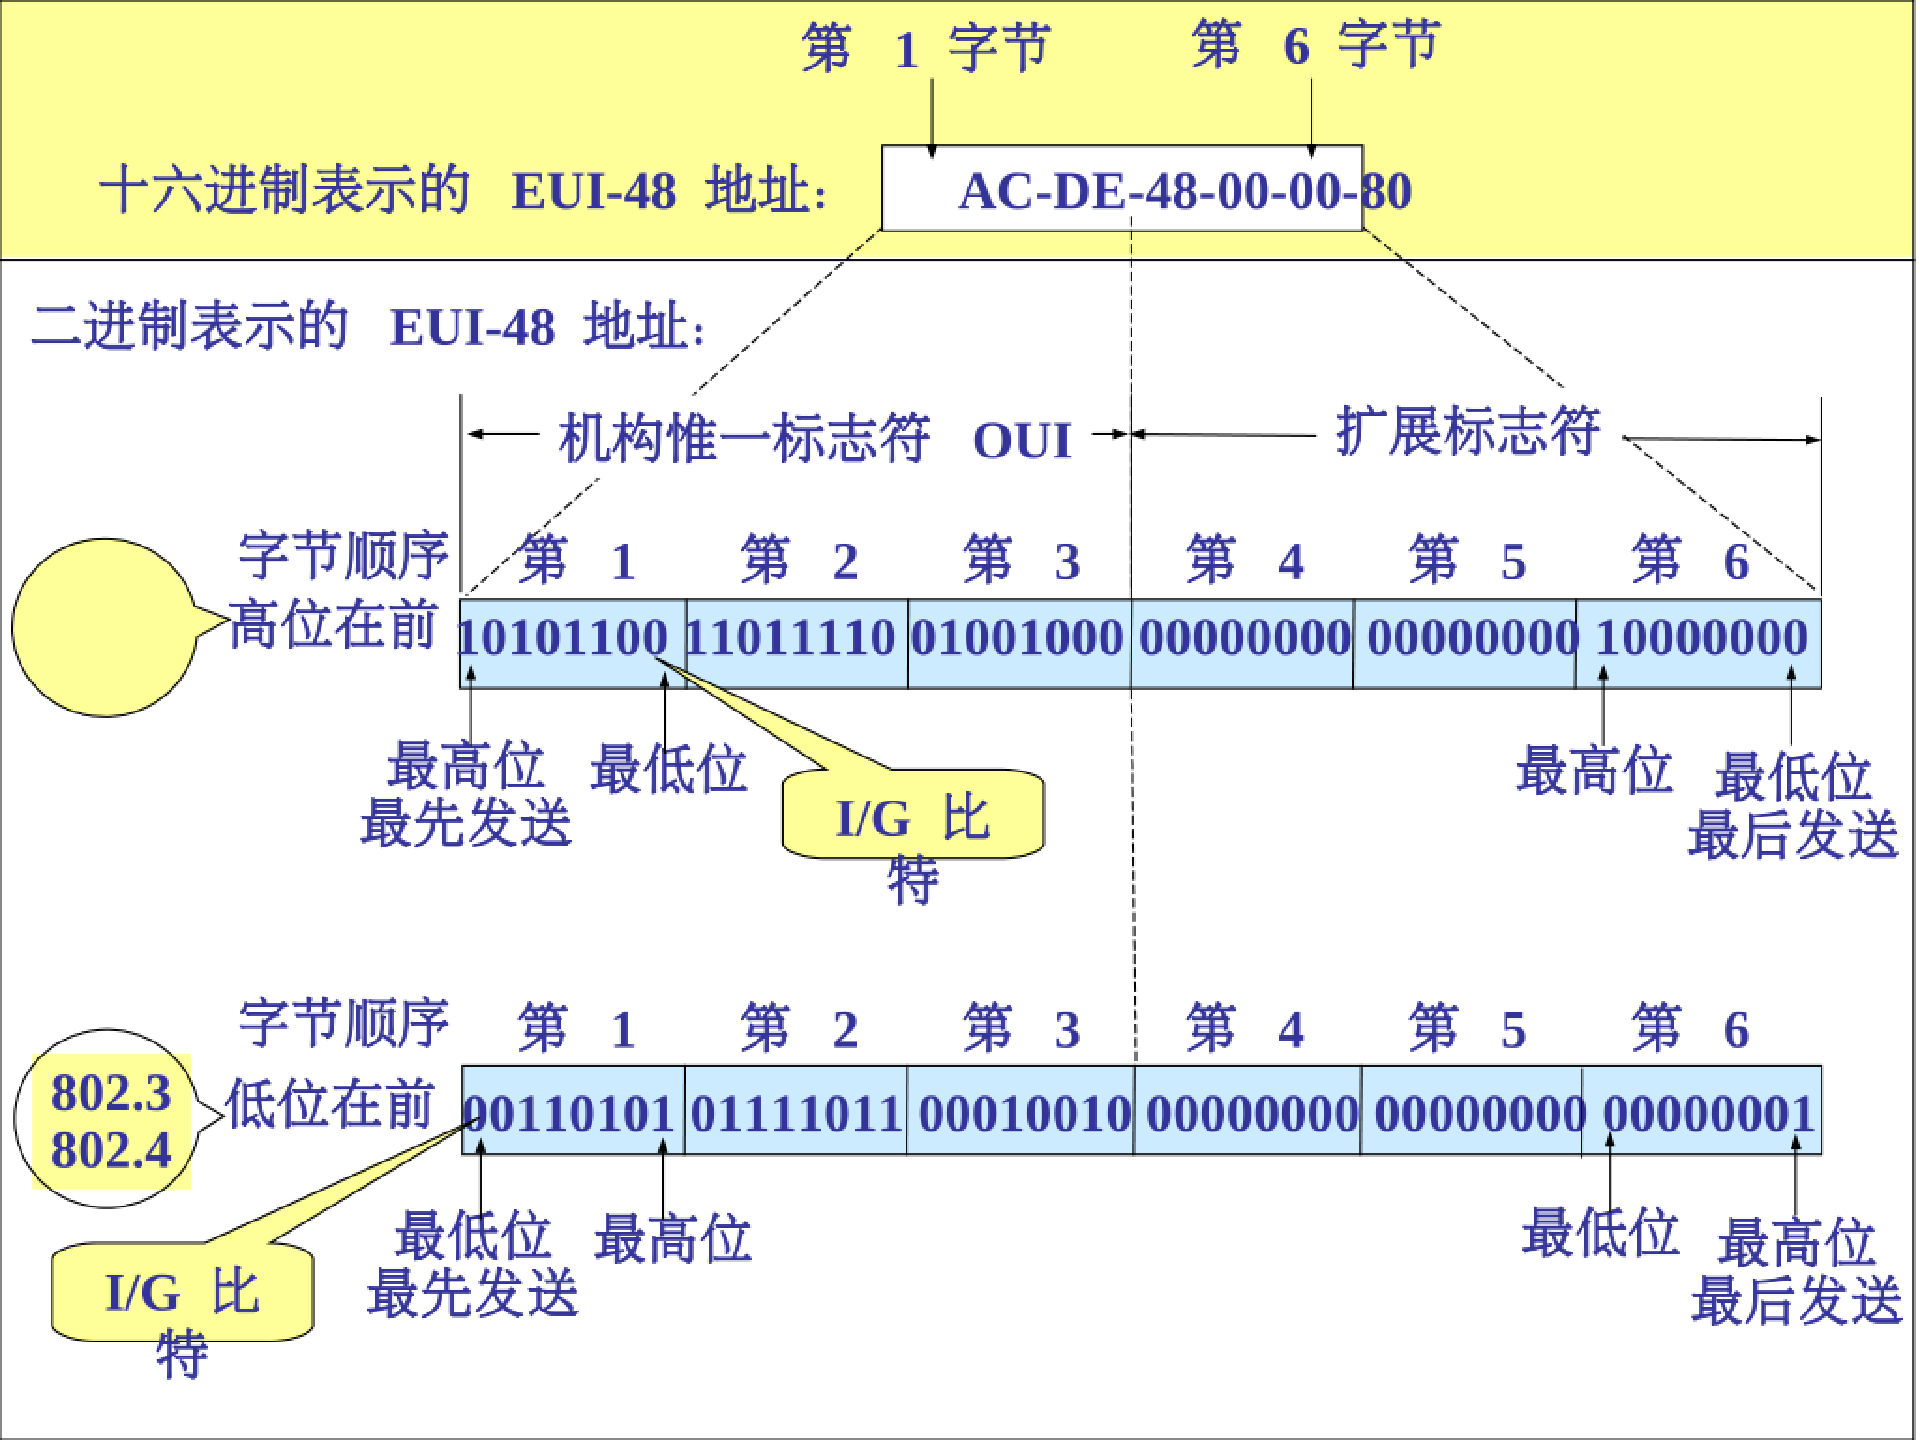 第 1 字节 第 6 字节
十六进制表示的 EUI-48 地址: AC-DE-48-00-00-80
二进制表示的 EUI-48 地址:
机构惟一标志符 OUI 扩展标志符
字节顺序 第 1 第 2 第 3 第 4 第 5 第 6
高位在前 10101100 11011110 01001000 00000000 00000000 10000000
最高位 最低位 最高位 最低位
最先发送 最后发送
I/G 比
特
字节顺序 第 1 第 2 第 3 第 4 第 5 第 6
802.3
802.4
低位在前 00110101 01111011 00010010 00000000 00000000 00000001
最低位 最高位 最低位 最高位
最先发送 最后发送
I/G 比
特